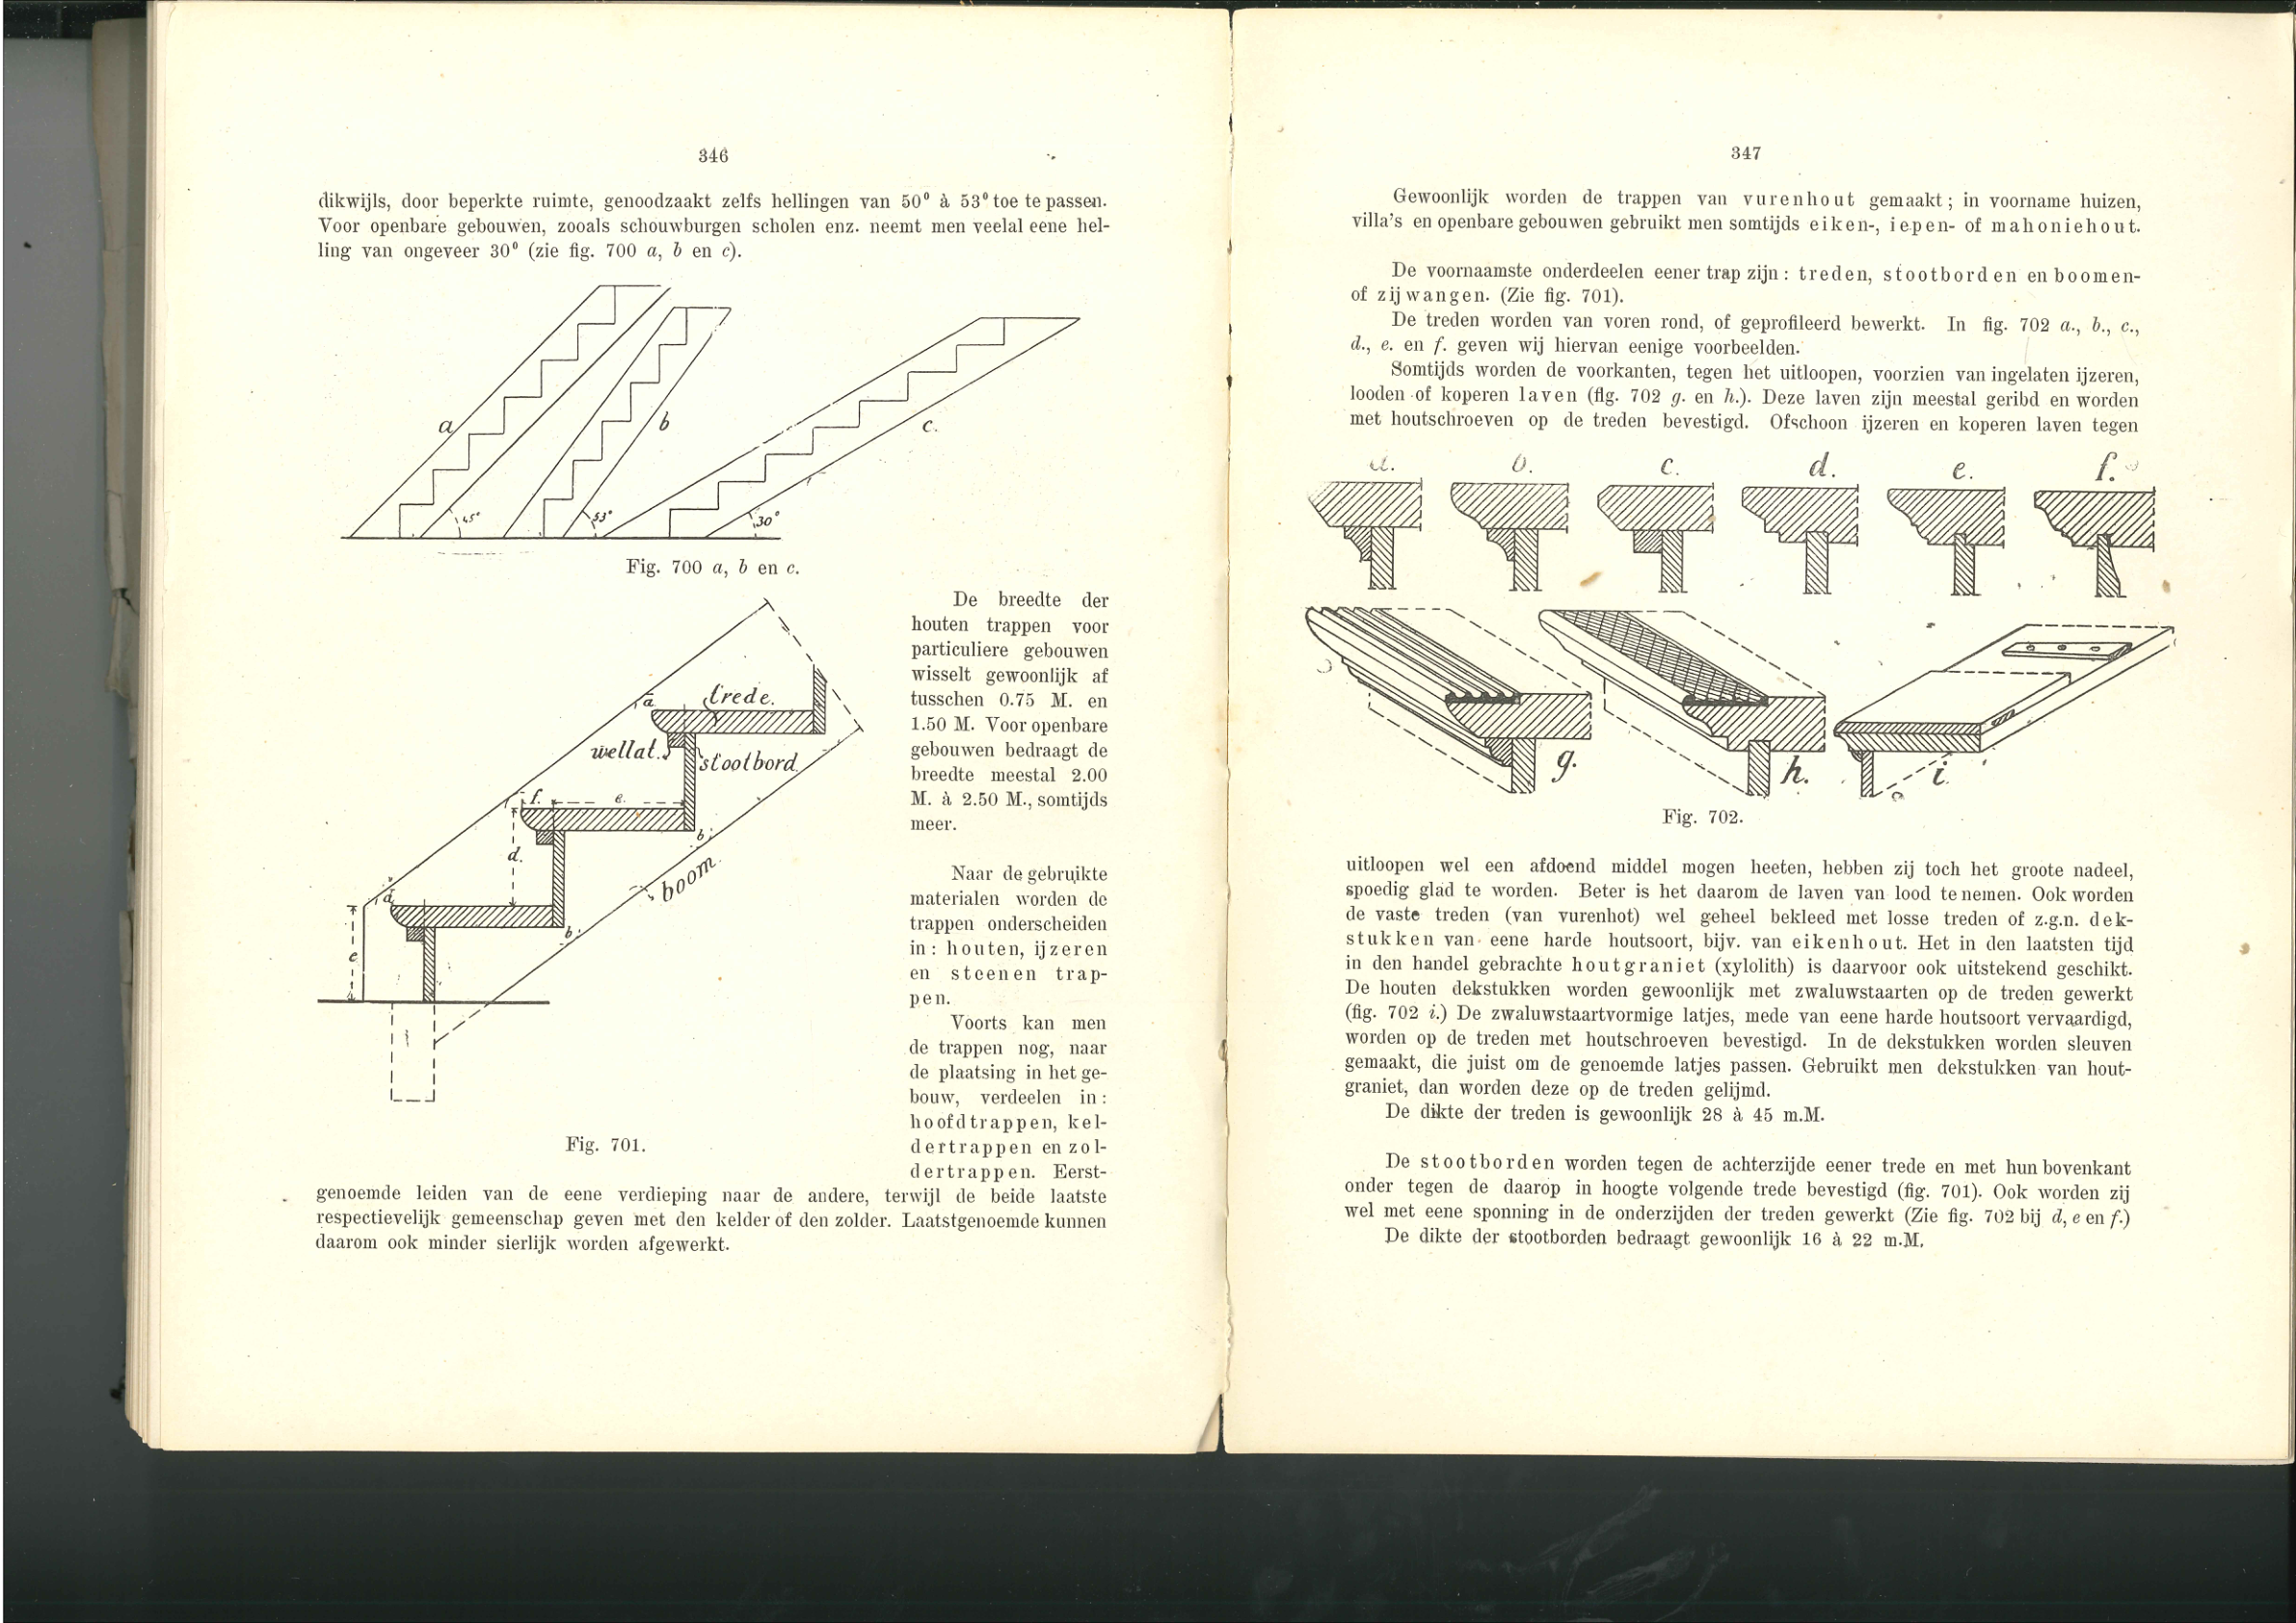 346
dikwijls, door beperkte ruimte, genoodzaakt zelfs hellingen van 50⁰ à 53⁰ toe te passen.
Voor openbare gebouwen, zooals schouwburgen scholen enz. neemt men veelal eene hel-
ling van ongeveer 30⁰ (zie fig. 700 a, b en c).
a
b
c.
45°
53°
30°
Fig. 700 a, b en c.
De breedte der
houten trappen voor
particuliere gebouwen
wisselt gewoonlijk af
tusschen 0.75 M. en
1.50 M. Voor openbare
gebouwen bedraagt de
breedte meestal 2.00
M. à 2.50 M., somtijds
meer.
Naar de gebruikte
materialen worden de
trappen onderscheiden
in: houten, ijzeren
en steenen trap-
pen.
Voorts kan men
de trappen nog, naar
de plaatsing in het ge-
bouw, verdeelen in:
hoofdtrappen, kel-
dertrappen en zol-
dertrappen. Eerst-
a
trede.
wellat.
stootbord
f.
e.
d.
b
boom
b
c
Fig. 701.
genoemde leiden van de eene verdieping naar de andere, terwijl de beide laatste
respectievelijk gemeenschap geven met den kelder of den zolder. Laatstgenoemde kunnen
daarom ook minder sierlijk worden afgewerkt.
347
Gewoonlijk worden de trappen van vurenhout gemaakt; in voorname huizen,
villa's en openbare gebouwen gebruikt men somtijds eiken-, iepen- of mahoniehout.
De voornaamste onderdeelen eener trap zijn: treden, stootborden en boomen-
of zijwangen. (Zie fig. 701).
De treden worden van voren rond, of geprofileerd bewerkt. In fig. 702 a., b., c.,
d., e. en f. geven wij hiervan eenige voorbeelden.
Somtijds worden de voorkanten, tegen het uitloopen, voorzien van ingelaten ijzeren,
looden of koperen laven (fig. 702 g. en h.). Deze laven zijn meestal geribd en worden
met houtschroeven op de treden bevestigd. Ofschoon ijzeren en koperen laven tegen
a.
b.
c.
d.
e.
f.
g.
h.
i
Fig. 702.
uitloopen wel een afdoend middel mogen heeten, hebben zij toch het groote nadeel,
spoedig glad te worden. Beter is het daarom de laven van lood te nemen. Ook worden
de vaste treden (van vurenhot) wel geheel bekleed met losse treden of z.g.n. dek-
stukken van eene harde houtsoort, bijv. van eikenhout. Het in den laatsten tijd
in den handel gebrachte houtgraniet (xylolith) is daarvoor ook uitstekend geschikt.
De houten dekstukken worden gewoonlijk met zwaluwstaarten op de treden gewerkt
(fig. 702 i.) De zwaluwstaartvormige latjes, mede van eene harde houtsoort vervaardigd,
worden op de treden met houtschroeven bevestigd. In de dekstukken worden sleuven
gemaakt, die juist om de genoemde latjes passen. Gebruikt men dekstukken van hout-
graniet, dan worden deze op de treden gelijmd.
De dikte der treden is gewoonlijk 28 à 45 m.M.
De stootborden worden tegen de achterzijde eener trede en met hun bovenkant
onder tegen de daarop in hoogte volgende trede bevestigd (fig. 701). Ook worden zij
wel met eene sponning in de onderzijden der treden gewerkt (Zie fig. 702 bij d, e en f.)
De dikte der stootborden bedraagt gewoonlijk 16 à 22 m.M.